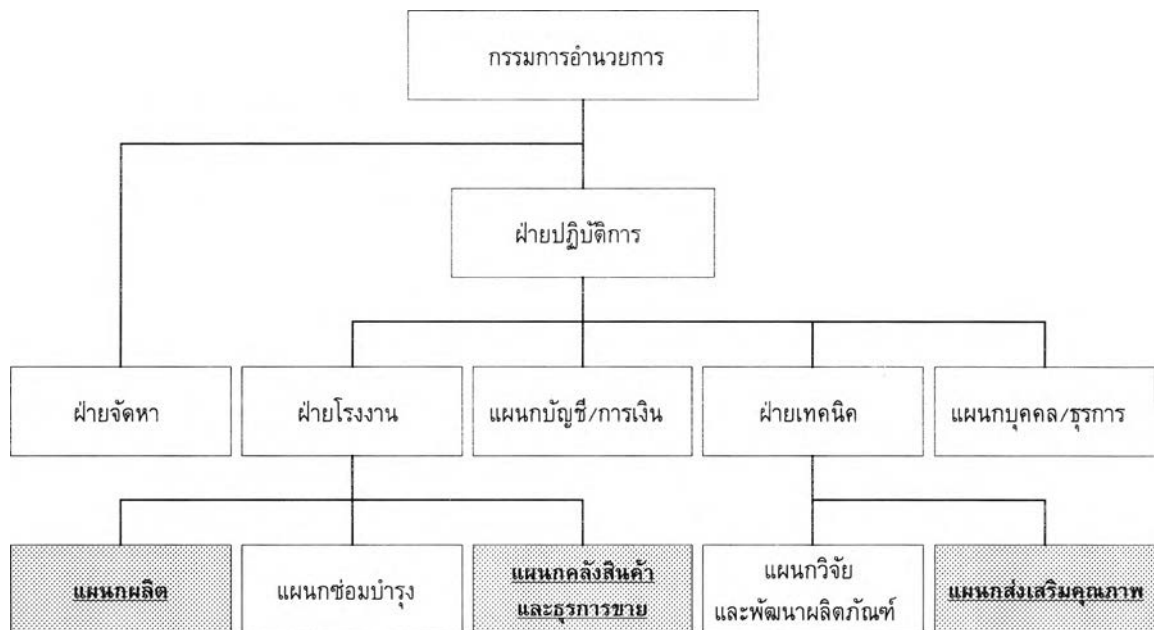 กรรมการอำนวยการ
ฝ่ายปฏิบัติการ
ฝ่ายจัดหา
ฝ่ายโรงงาน
แผนกบัญชี/การเงิน
ฝ่ายเทคนิค
แผนกบุคคล/ธุรการ
แผนกผลิต
แผนกซ่อมบำรุง
แผนกคลังสินค้า
และธุรการขาย
แผนกวิจัย
และพัฒนาผลิตภัณฑ์
แผนกส่งเสริมคุณภาพ